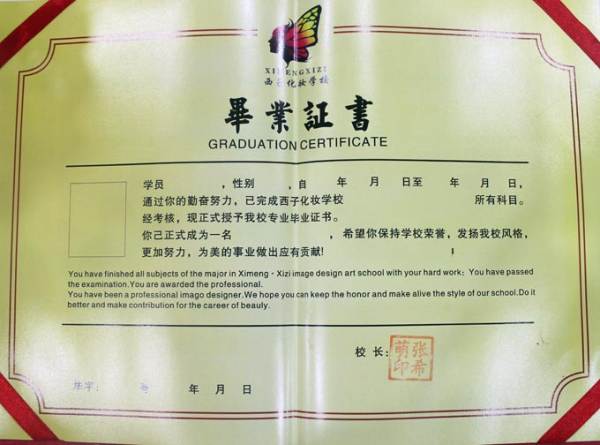 XIMENGXIZI
西子化妆学校
畢業証書
GRADUATION CERTIFICATE
学员 ,性别 ,自 年 月 日至 年 月 日,
通过你的勤奋努力,已完成西子化妆学校 所有科目。
经考核,现正式授予我校专业毕业证书。
你己正式成为一名 ,希望你保持学校荣誉,发扬我校风格,
更加努力,为美的事业做出应有贡献!
You have finished all subjects of the major in Ximeng·Xizi image design art school with your hard work; You have passed
the examination.You are awarded the professional.
You have been a professional imago designer.We hope you can keep the honor and make alive the style of our school.Do it
better and make contribution for the career of beauty.
校长:
张希萌印
年 月 日